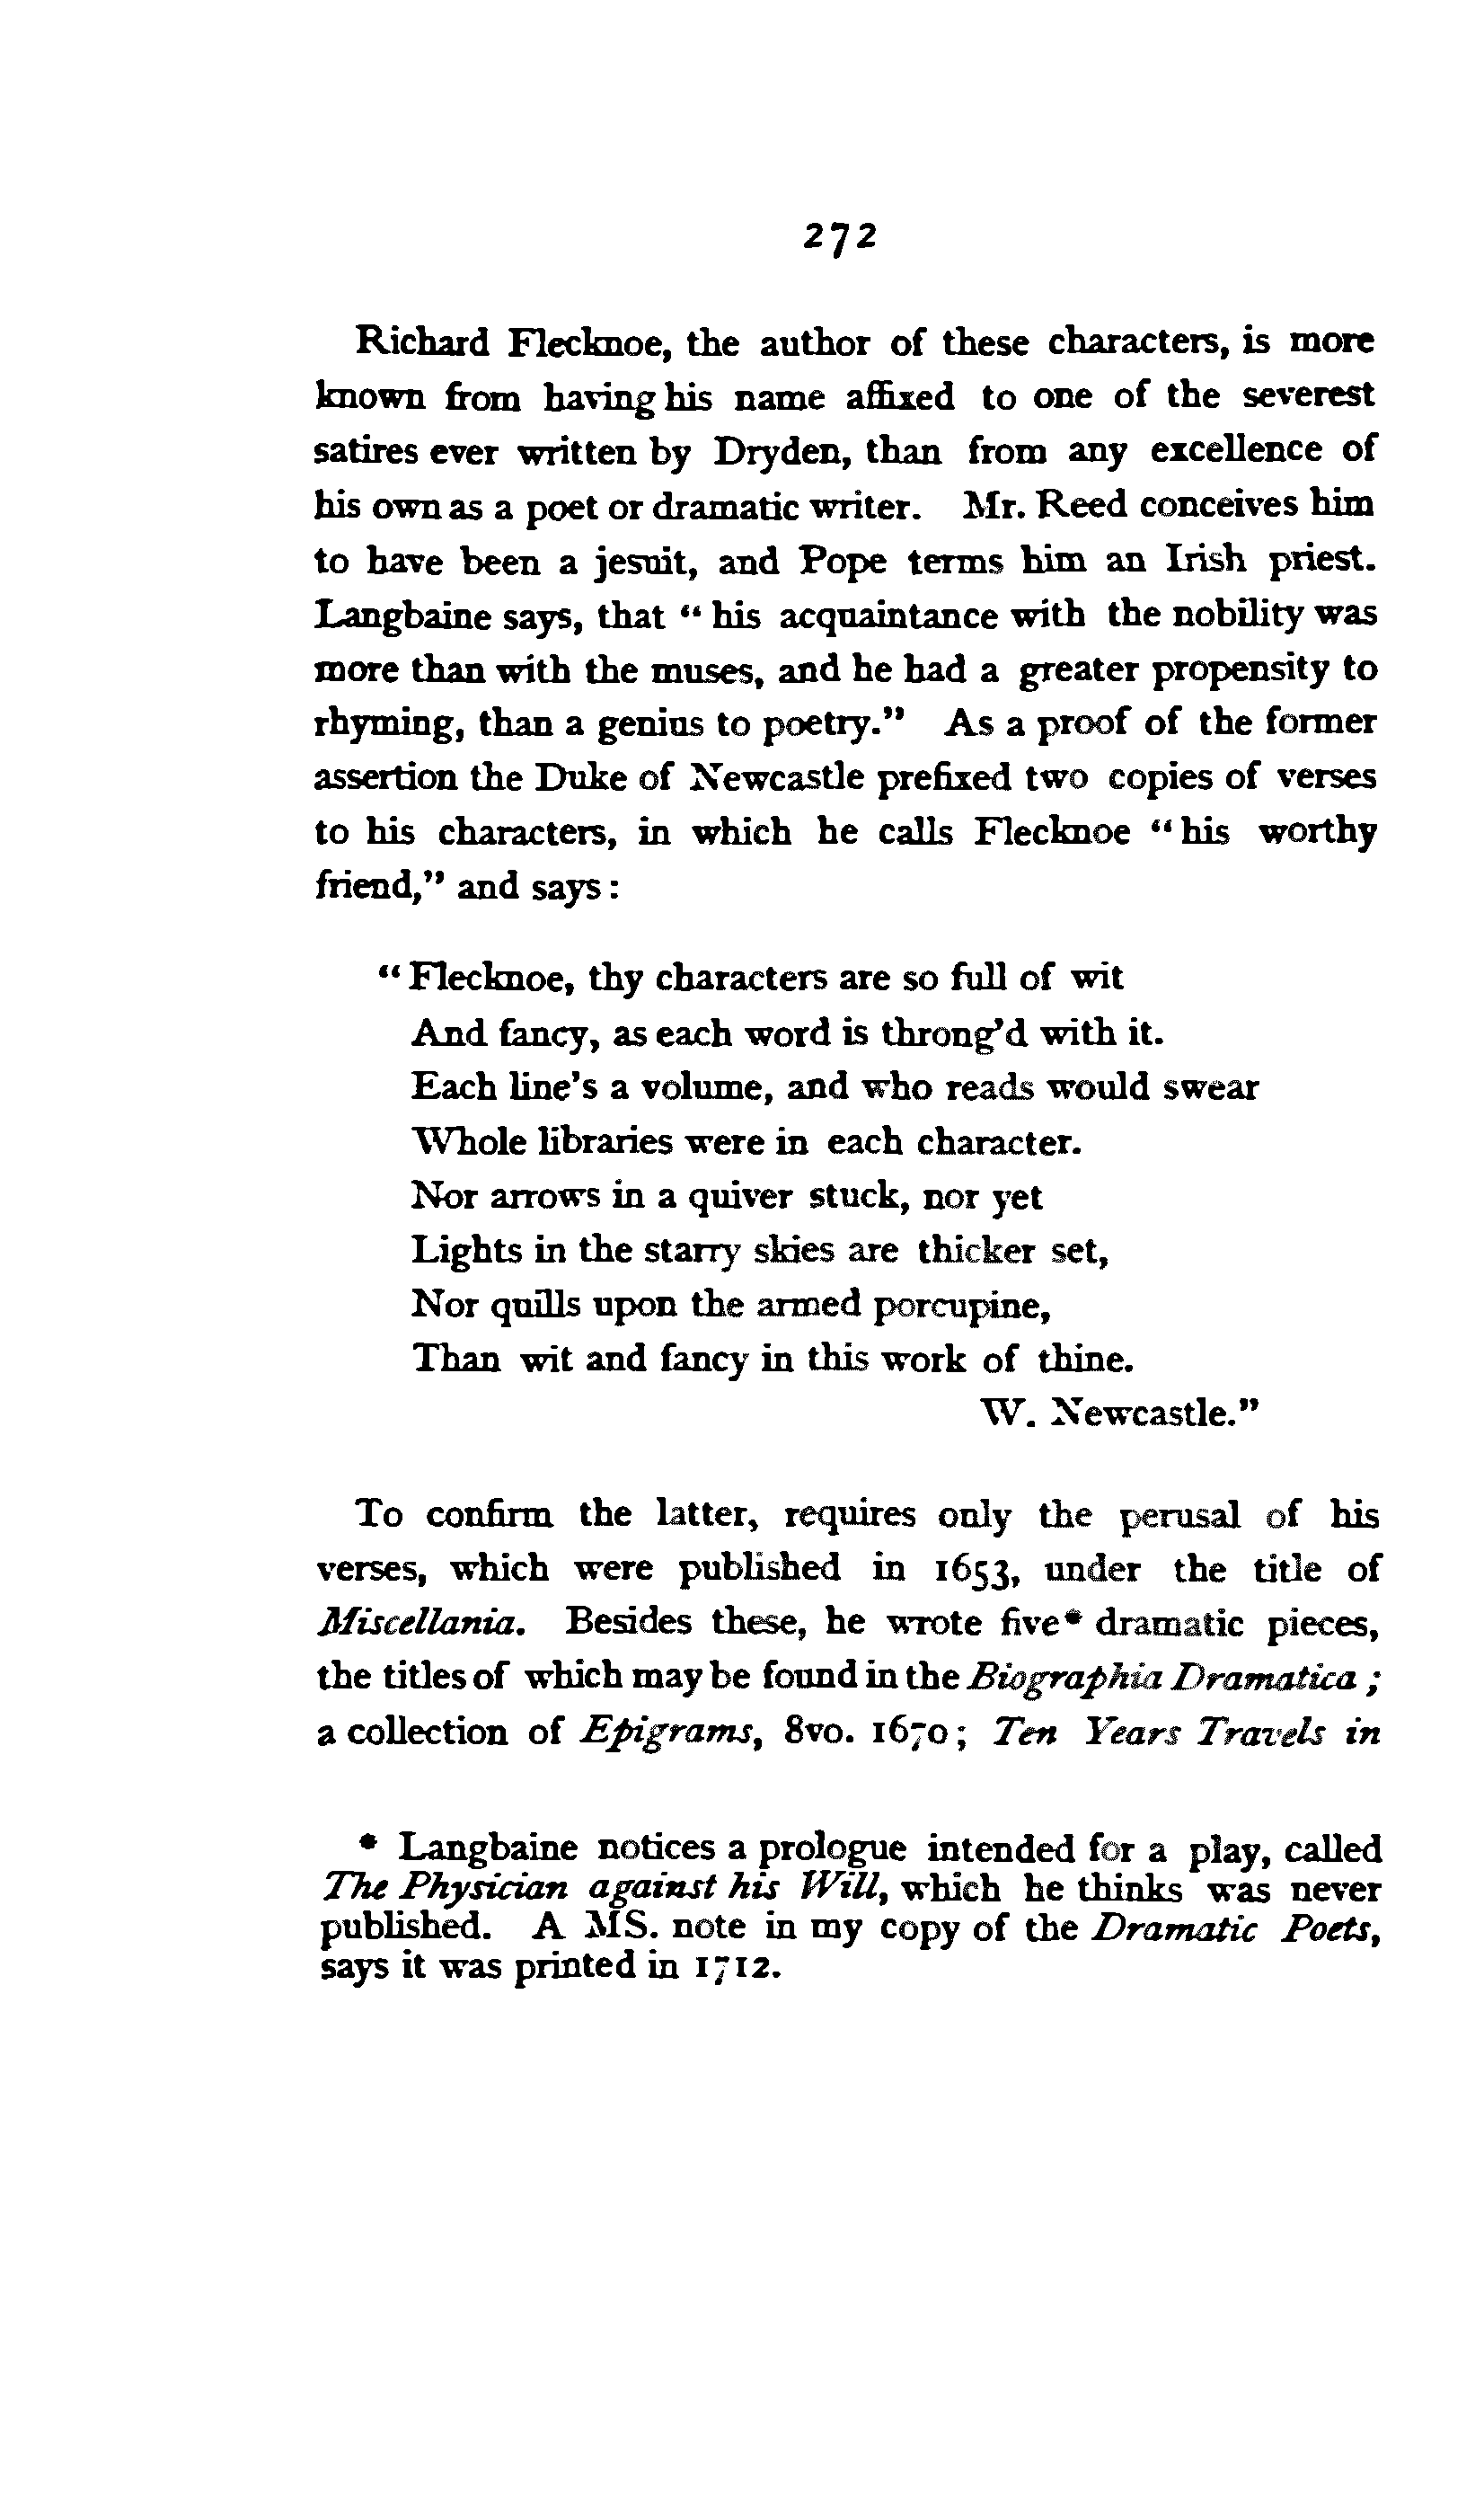 272
Richard Flecknoe, the author of these characters, is more
known from having his name affixed to one of the severest
satires ever written by Dryden, than from any excellence of
his own as a poet or dramatic writer. Mr. Reed conceives him
to have been a jesuit, and Pope terms him an Irish priest.
Langbaine says, that “ his acquaintance with the nobility was
more than with the muses, and he had a greater propensity to
rhyming, than a genius to poetry.” As a proof of the former
assertion the Duke of Newcastle prefixed two copies of verses
to his characters, in which he calls Flecknoe “ his worthy
friend,” and says :
“ Flecknoe, thy characters are so full of wit
And fancy, as each word is throng’d with it.
Each line’s a volume, and who reads would swear
Whole libraries were in each character.
Nor arrows in a quiver stuck, nor yet
Lights in the starry skies are thicker set,
Nor quills upon the armed porcupine,
Than wit and fancy in this work of thine.
W. Newcastle.”
To confirm the latter, requires only the perusal of his
verses, which were published in 1653, under the title of
Miscellania. Besides these, he wrote five* dramatic pieces,
the titles of which may be found in the Biographia Dramatica ;
a collection of Epigrams, 8vo. 1670 ; Ten Years Travels in
* Langbaine notices a prologue intended for a play, called
The Physician against his Will, which he thinks was never
published. A MS. note in my copy of the Dramatic Poets,
says it was printed in 1712.